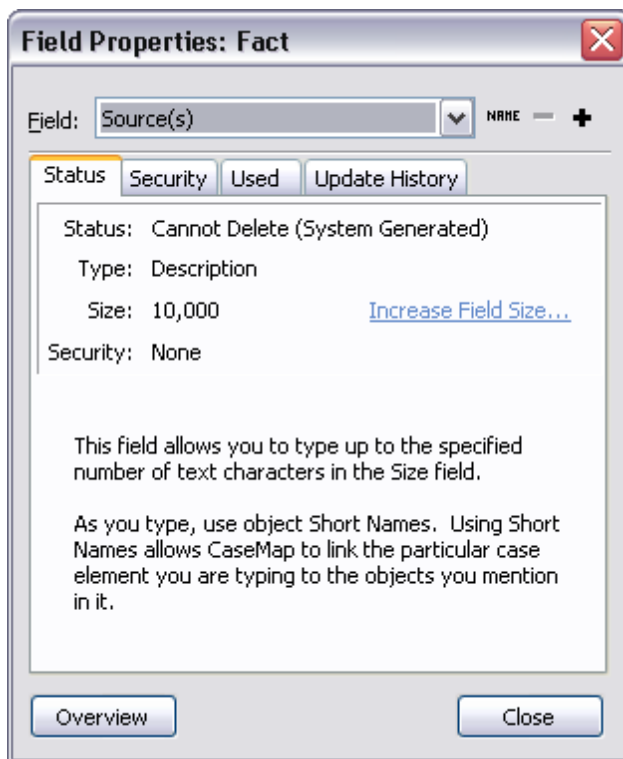 Field Properties: Fact
Field: Source(s) NAME
Status Security Used Update History
Status: Cannot Delete (System Generated)
Type: Description
Size: 10,000 Increase Field Size...
Security: None
This field allows you to type up to the specified
number of text characters in the Size field.
As you type, use object Short Names.  Using Short
Names allows CaseMap to link the particular case
element you are typing to the objects you mention
in it.
Overview Close